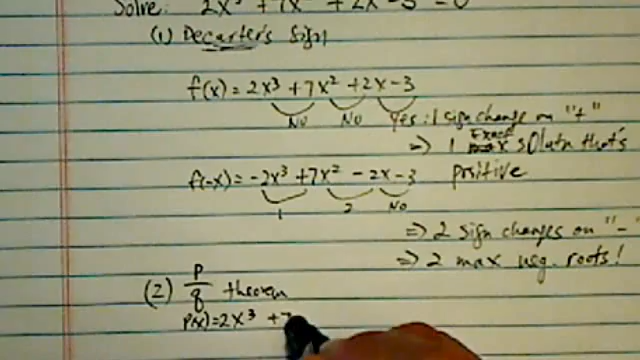 Solve: 2x³ + 7x² + 2x - 3 = 0
(1) Decarter's Sign
f(x) = 2x³ + 7x² + 2x - 3
No No Yes: 1 sign change on "+"
⇒ 1 Exact solutn that's positive
f(-x) = -2x³ + 7x² - 2x - 3
1 2 No
⇒ 2 sign changes on "-"
⇒ 2 max neg. roots!
(2) p/q theorem
p(x) = 2x³ + 7